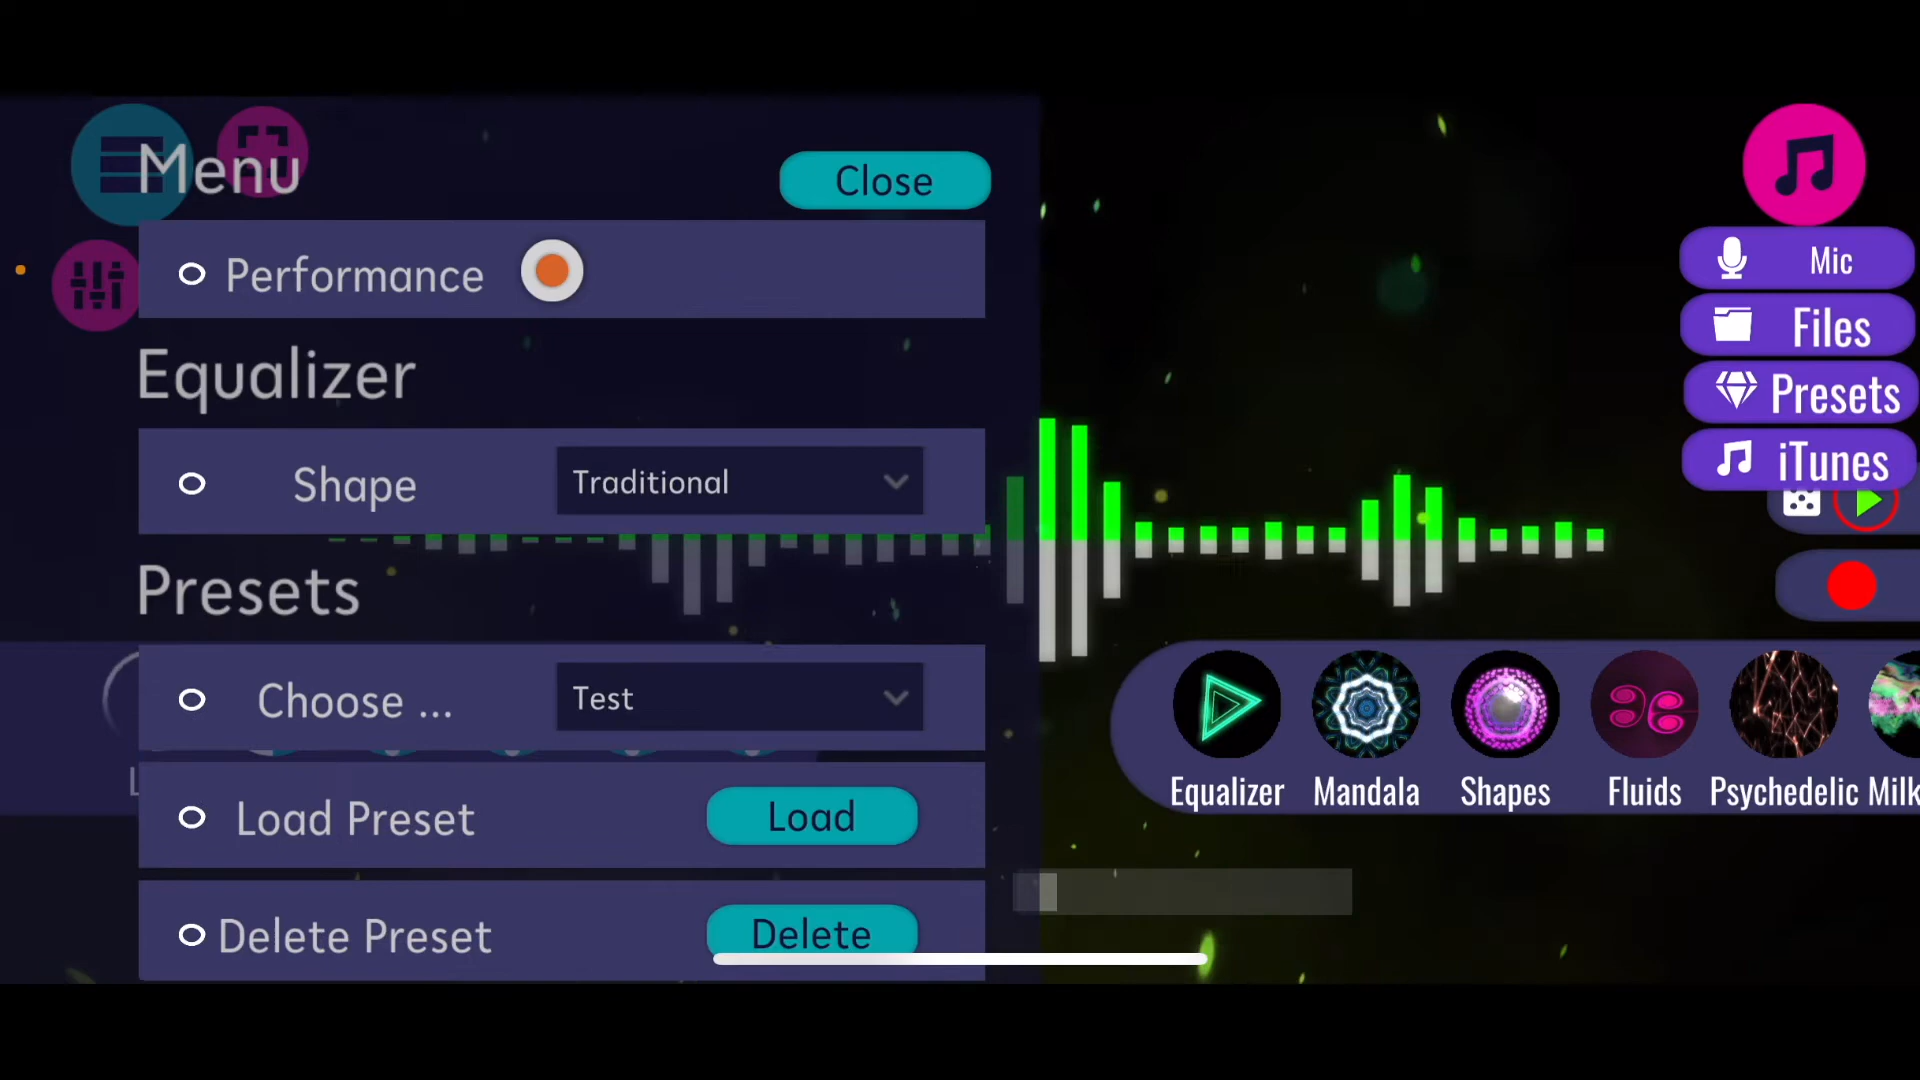 Menu
Close
Performance
Equalizer
Shape
Traditional
Presets
Choose ...
Test
Load Preset
Load
Delete Preset
Delete
Mic
Files
Presets
iTunes
Equalizer
Mandala
Shapes
Fluids
Psychedelic
Milk